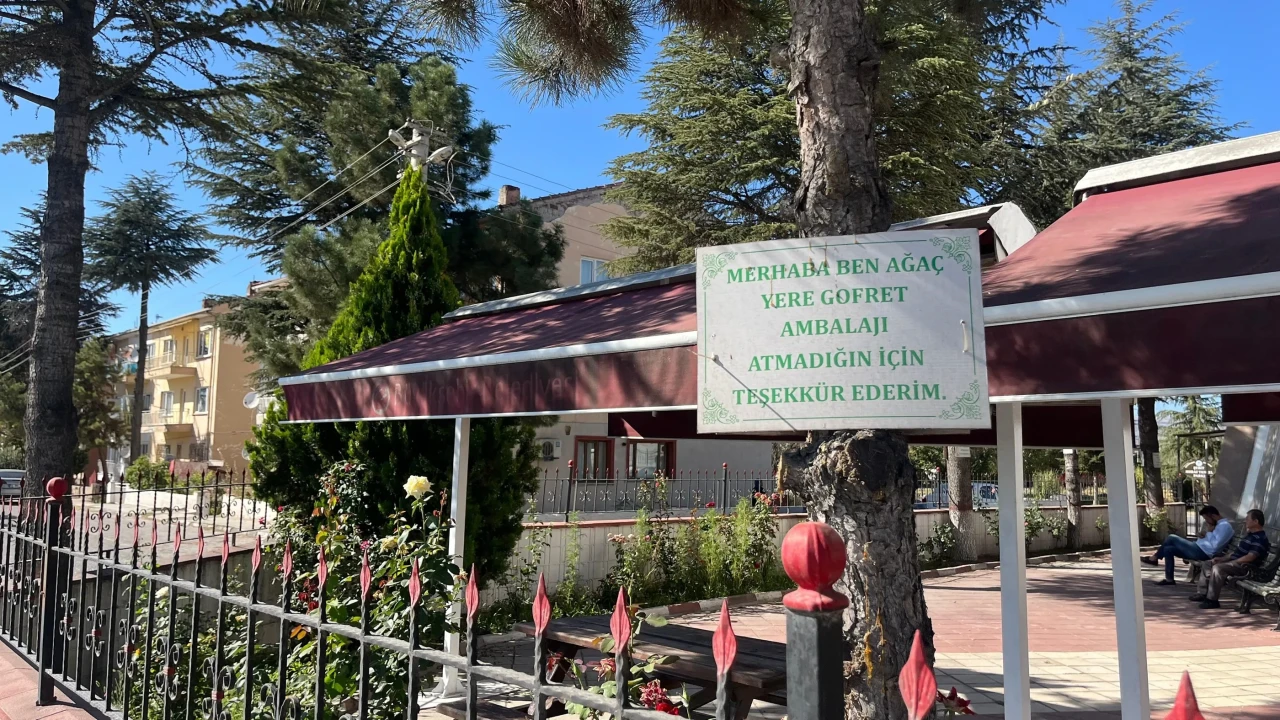 MERHABA BEN AĞAÇ
YERE GOFRET
AMBALAJI
ATMADIĞIN İÇİN
TEŞEKKÜR EDERİM.